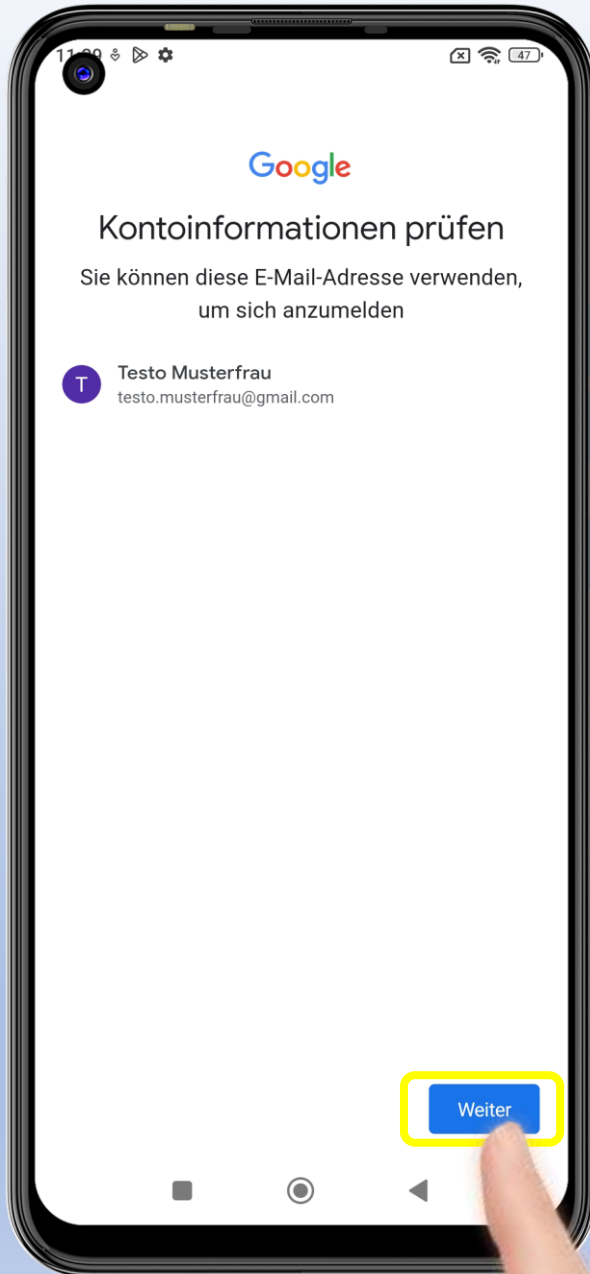 47
Google
Kontoinformationen prüfen
Sie können diese E-Mail-Adresse verwenden,
um sich anzumelden
T
Testo Musterfrau
testo.musterfrau@gmail.com
Weiter